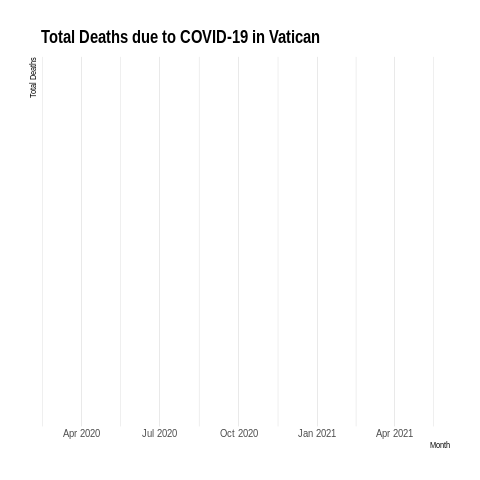 Total Deaths due to COVID-19 in Vatican
Total Deaths
Apr 2020 Jul 2020 Oct 2020 Jan 2021 Apr 2021
Month